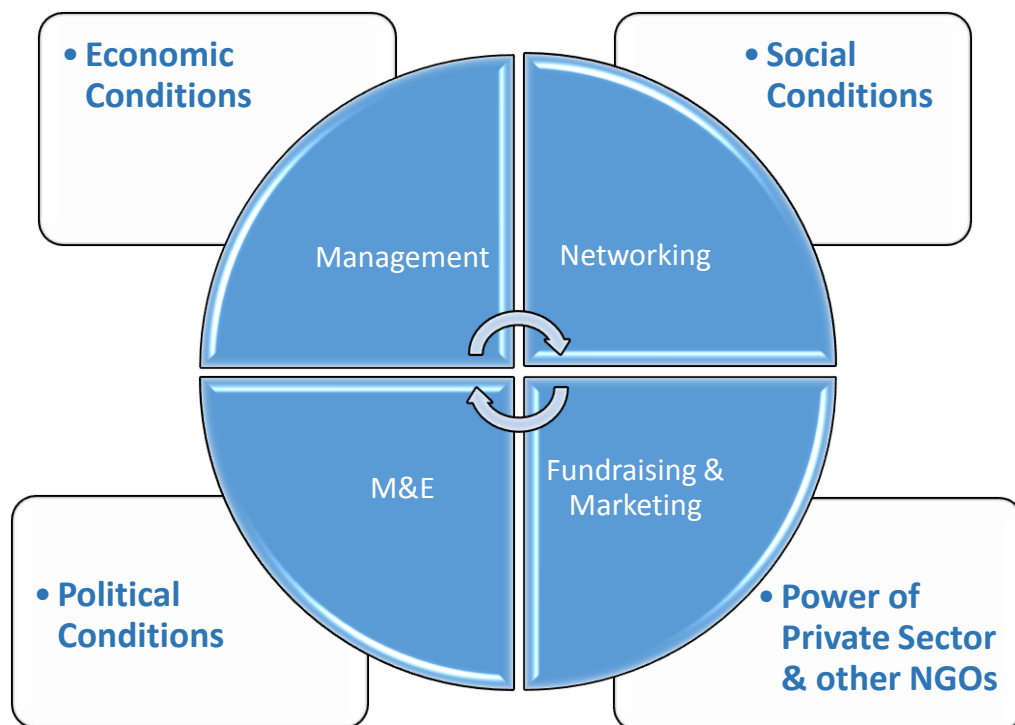 • Economic
Conditions
• Social
Conditions
Management
Networking
M&E
Fundraising &
Marketing
• Political
Conditions
• Power of
Private Sector
& other NGOs